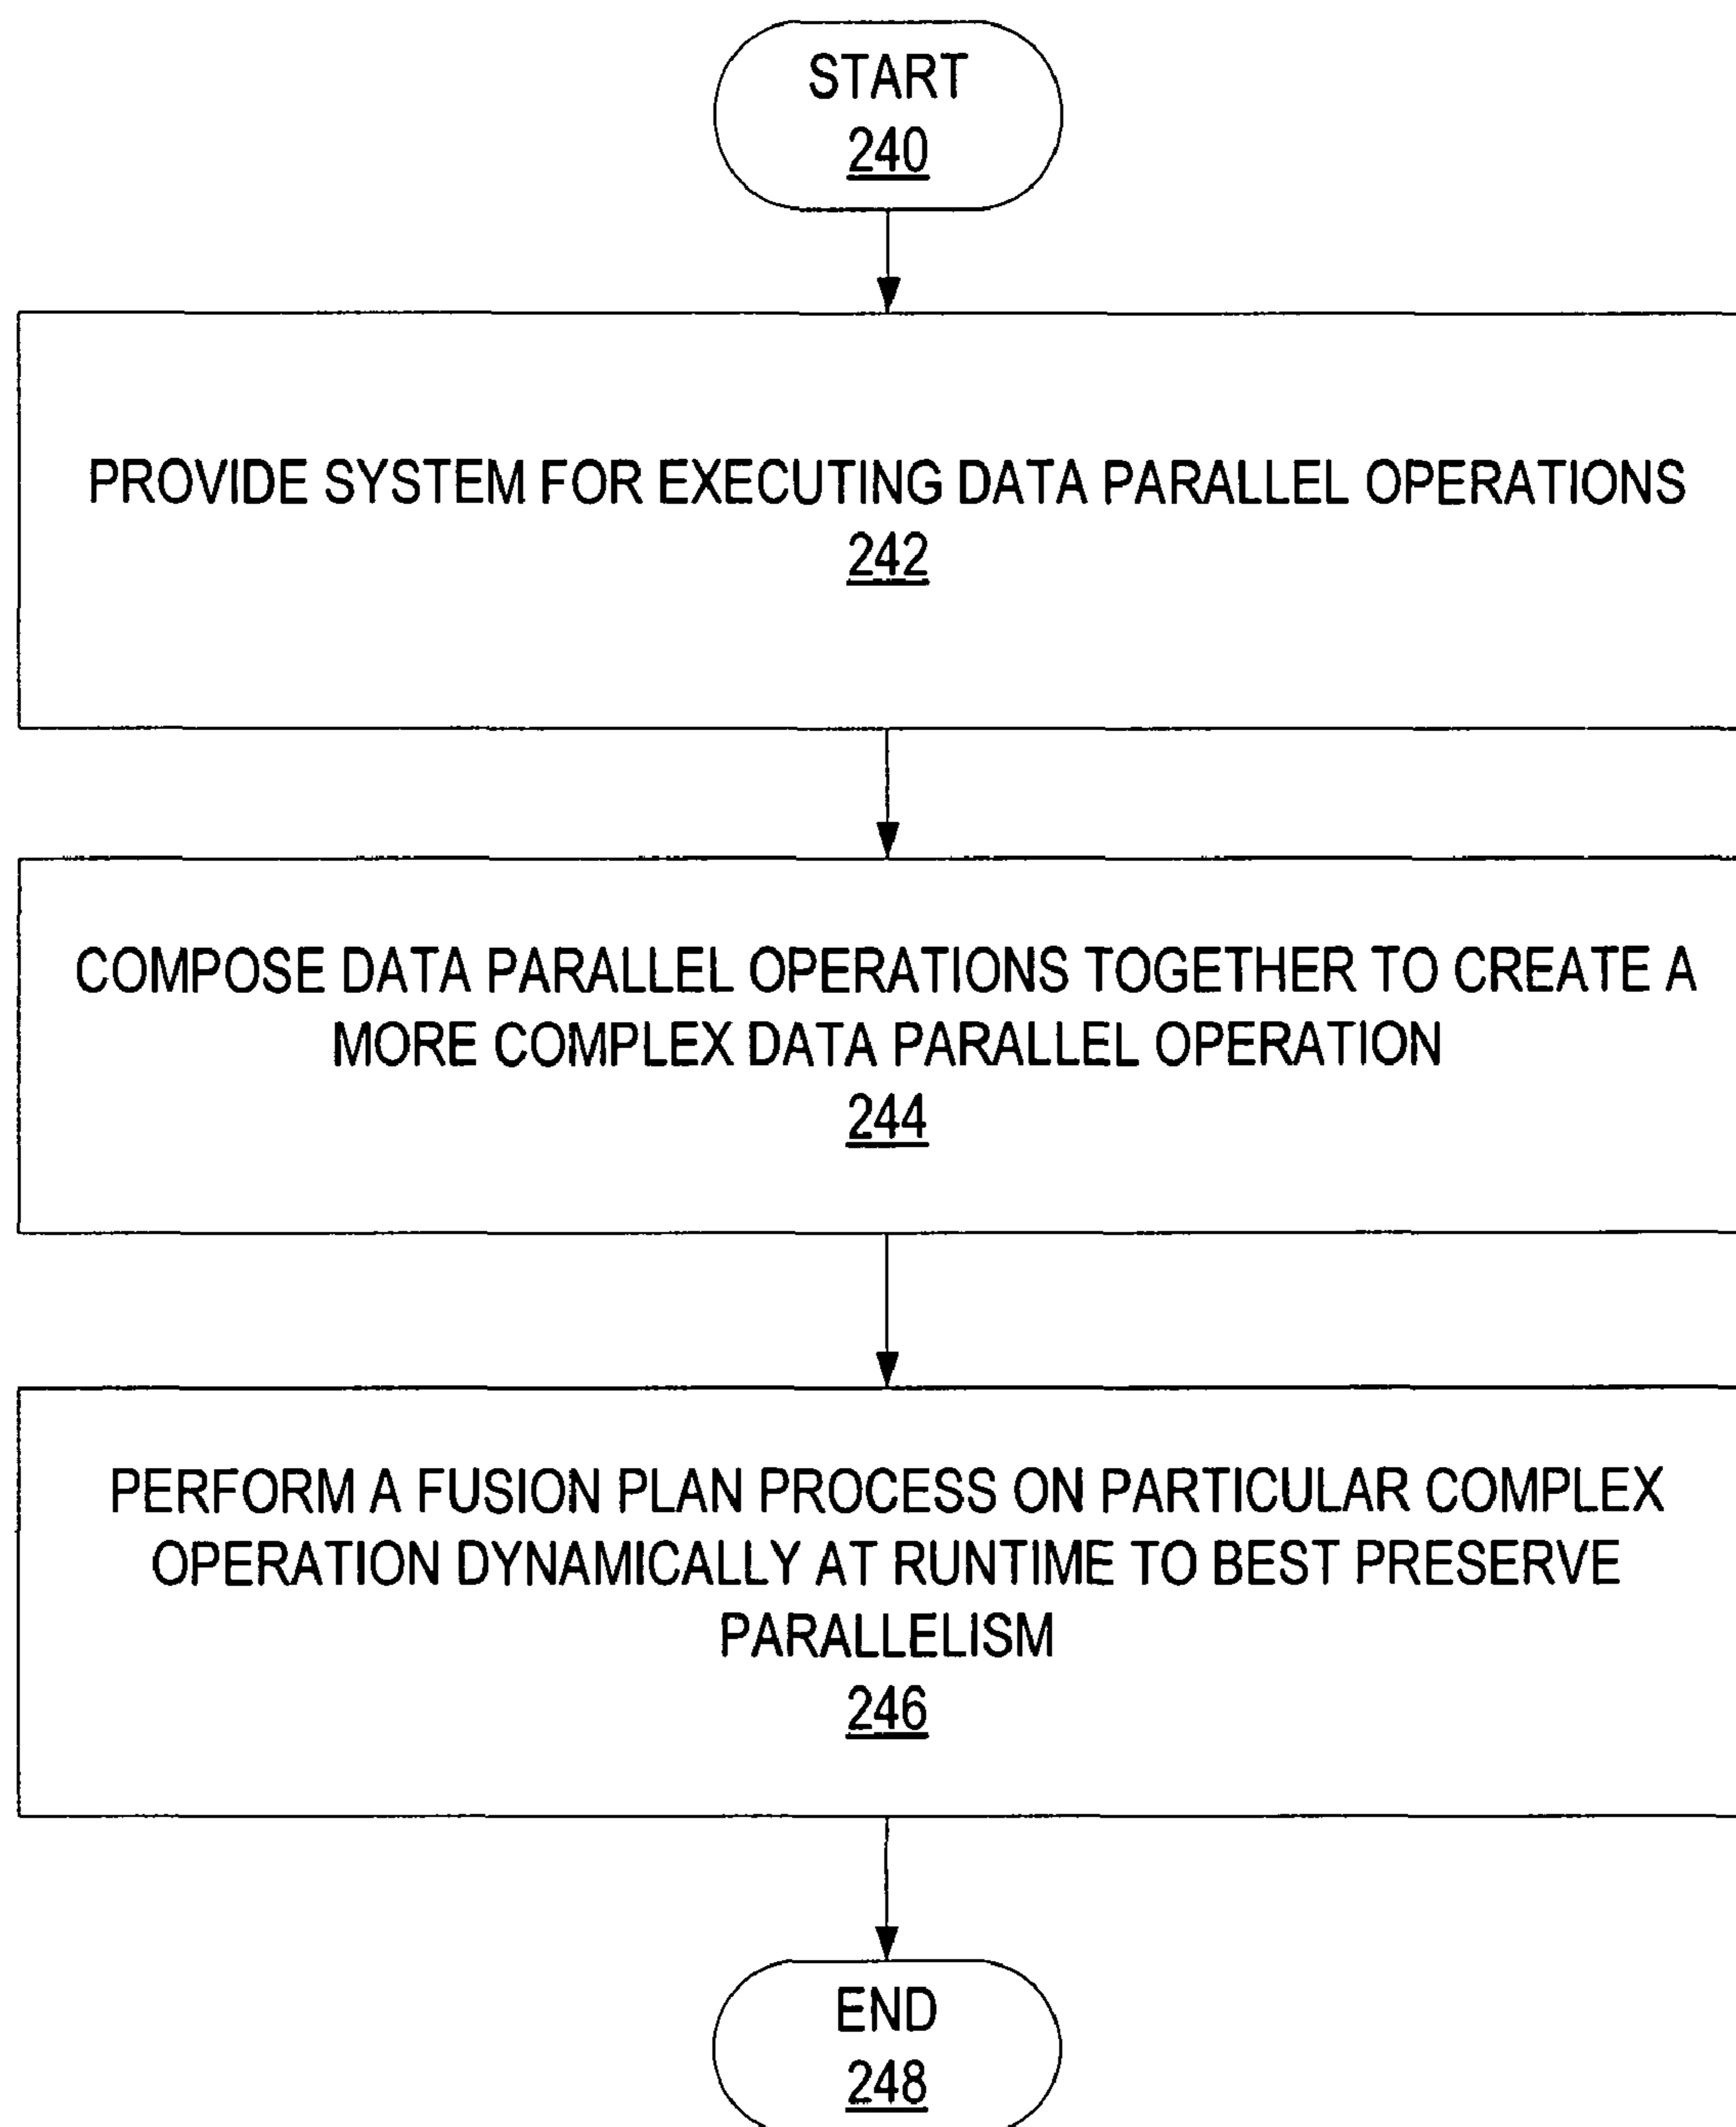 START
240
PROVIDE SYSTEM FOR EXECUTING DATA PARALLEL OPERATIONS
242
COMPOSE DATA PARALLEL OPERATIONS TOGETHER TO CREATE A
MORE COMPLEX DATA PARALLEL OPERATION
244
PERFORM A FUSION PLAN PROCESS ON PARTICULAR COMPLEX
OPERATION DYNAMICALLY AT RUNTIME TO BEST PRESERVE
PARALLELISM
246
END
248